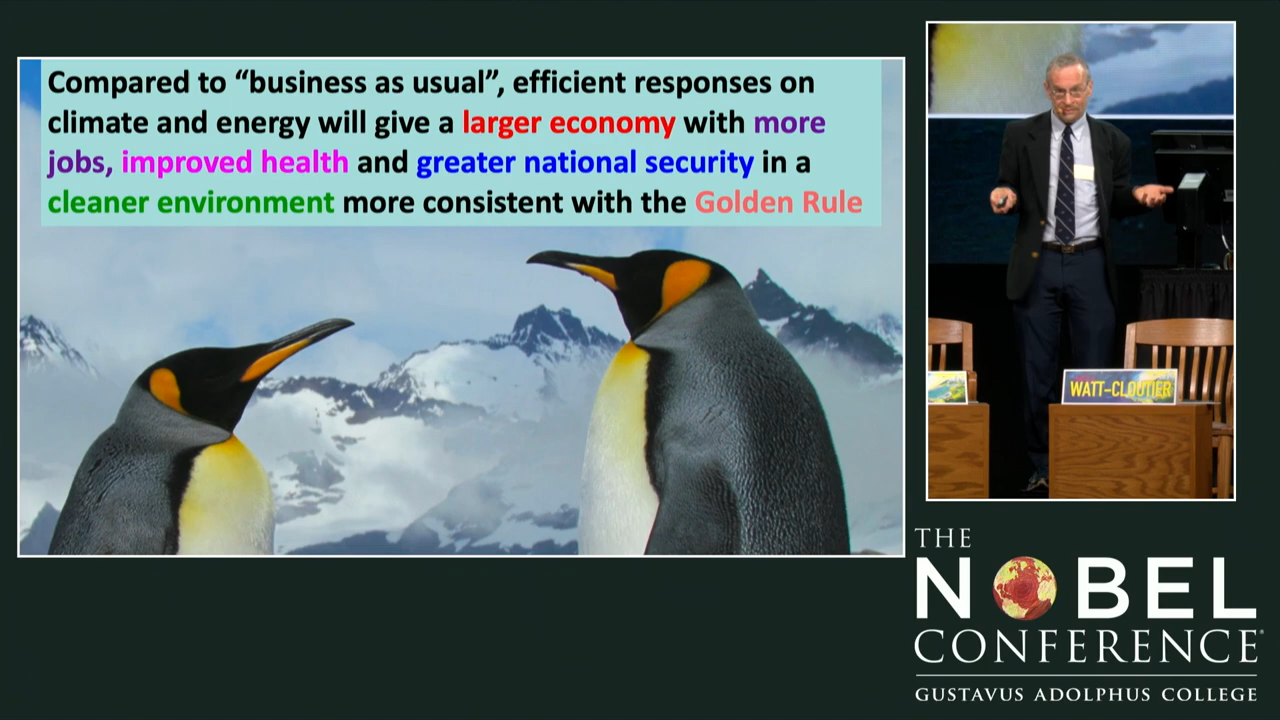 Compared to “business as usual”, efficient responses on
climate and energy will give a larger economy with more
jobs, improved health and greater national security in a
cleaner environment more consistent with the Golden Rule
WATT-CLOUTIER
THE
NOBEL
CONFERENCE®
GUSTAVUS ADOLPHUS COLLEGE